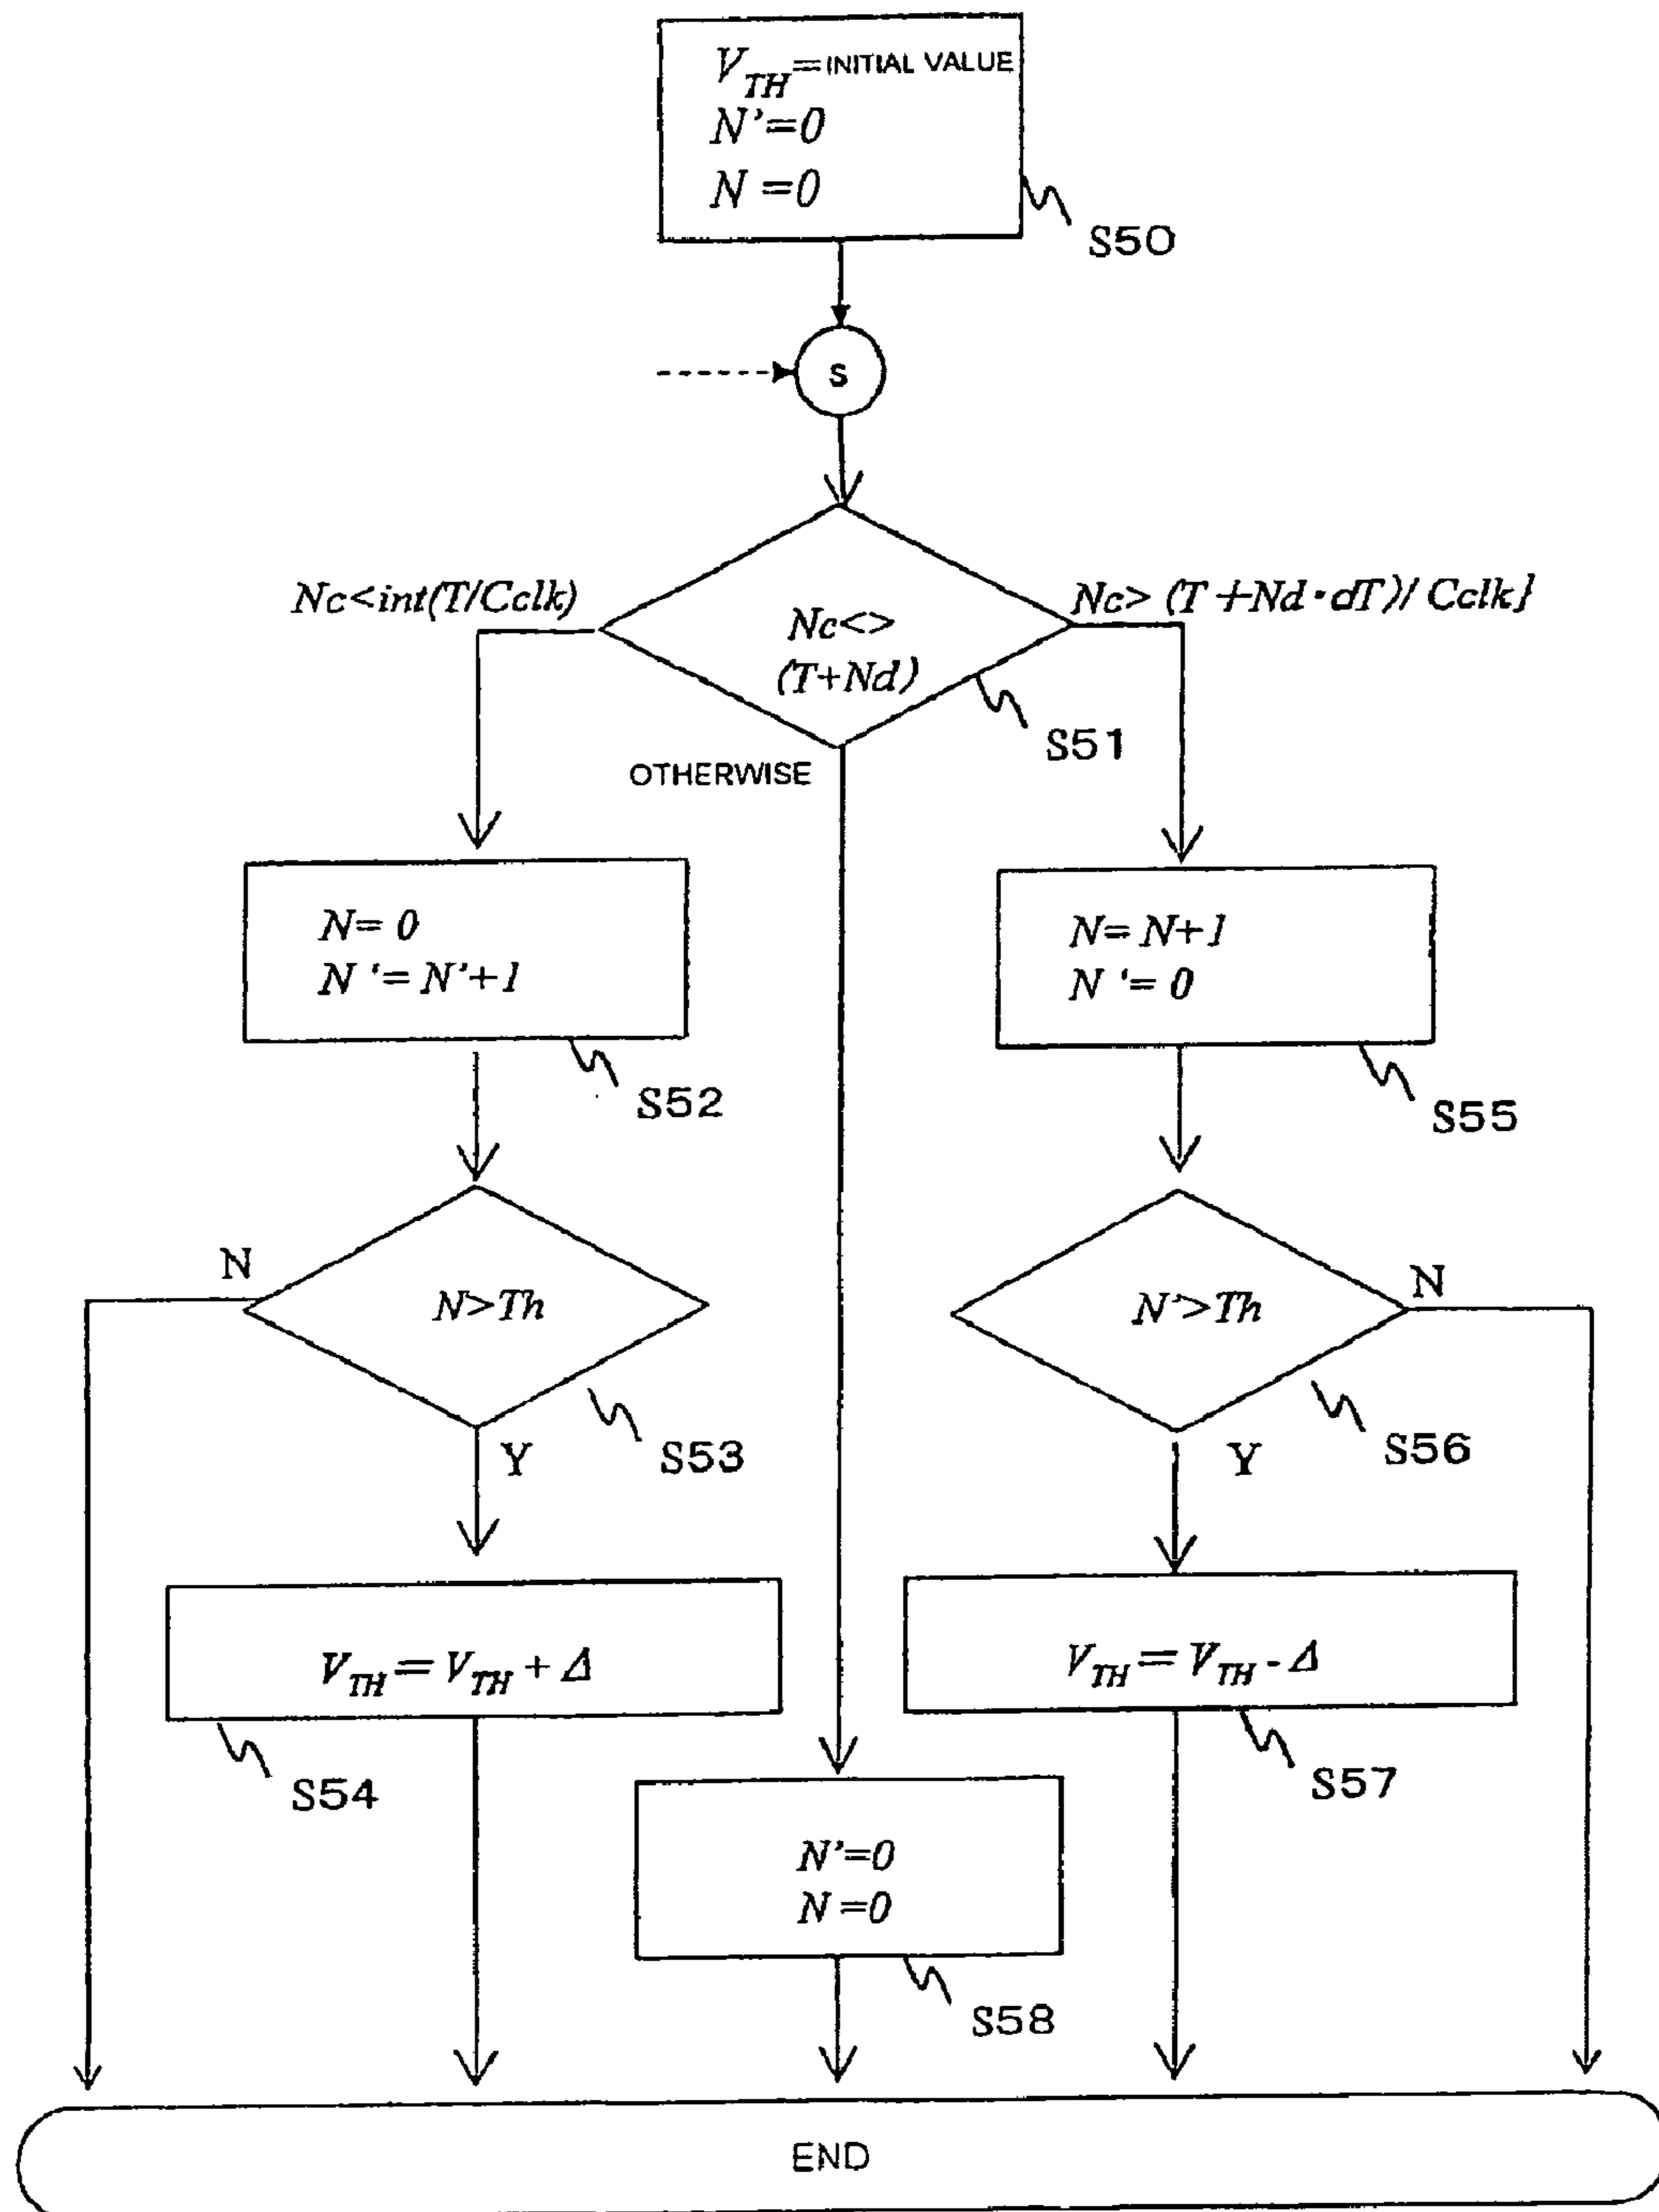 V_TH=INITIAL VALUE
N'=0
N =0
S50
S
Nc<int(T/Cclk)
Nc<>
(T+Nd)
Nc> (T +Nd·dT)/ Cclk}
S51
OTHERWISE
N= 0
N '= N'+1
S52
N= N+1
N '= 0
S55
N
N>Th
Y
S53
N'>Th
N
Y
S56
V_TH = V_TH + Δ
S54
V_TH = V_TH - Δ
S57
N'=0
N =0
S58
END